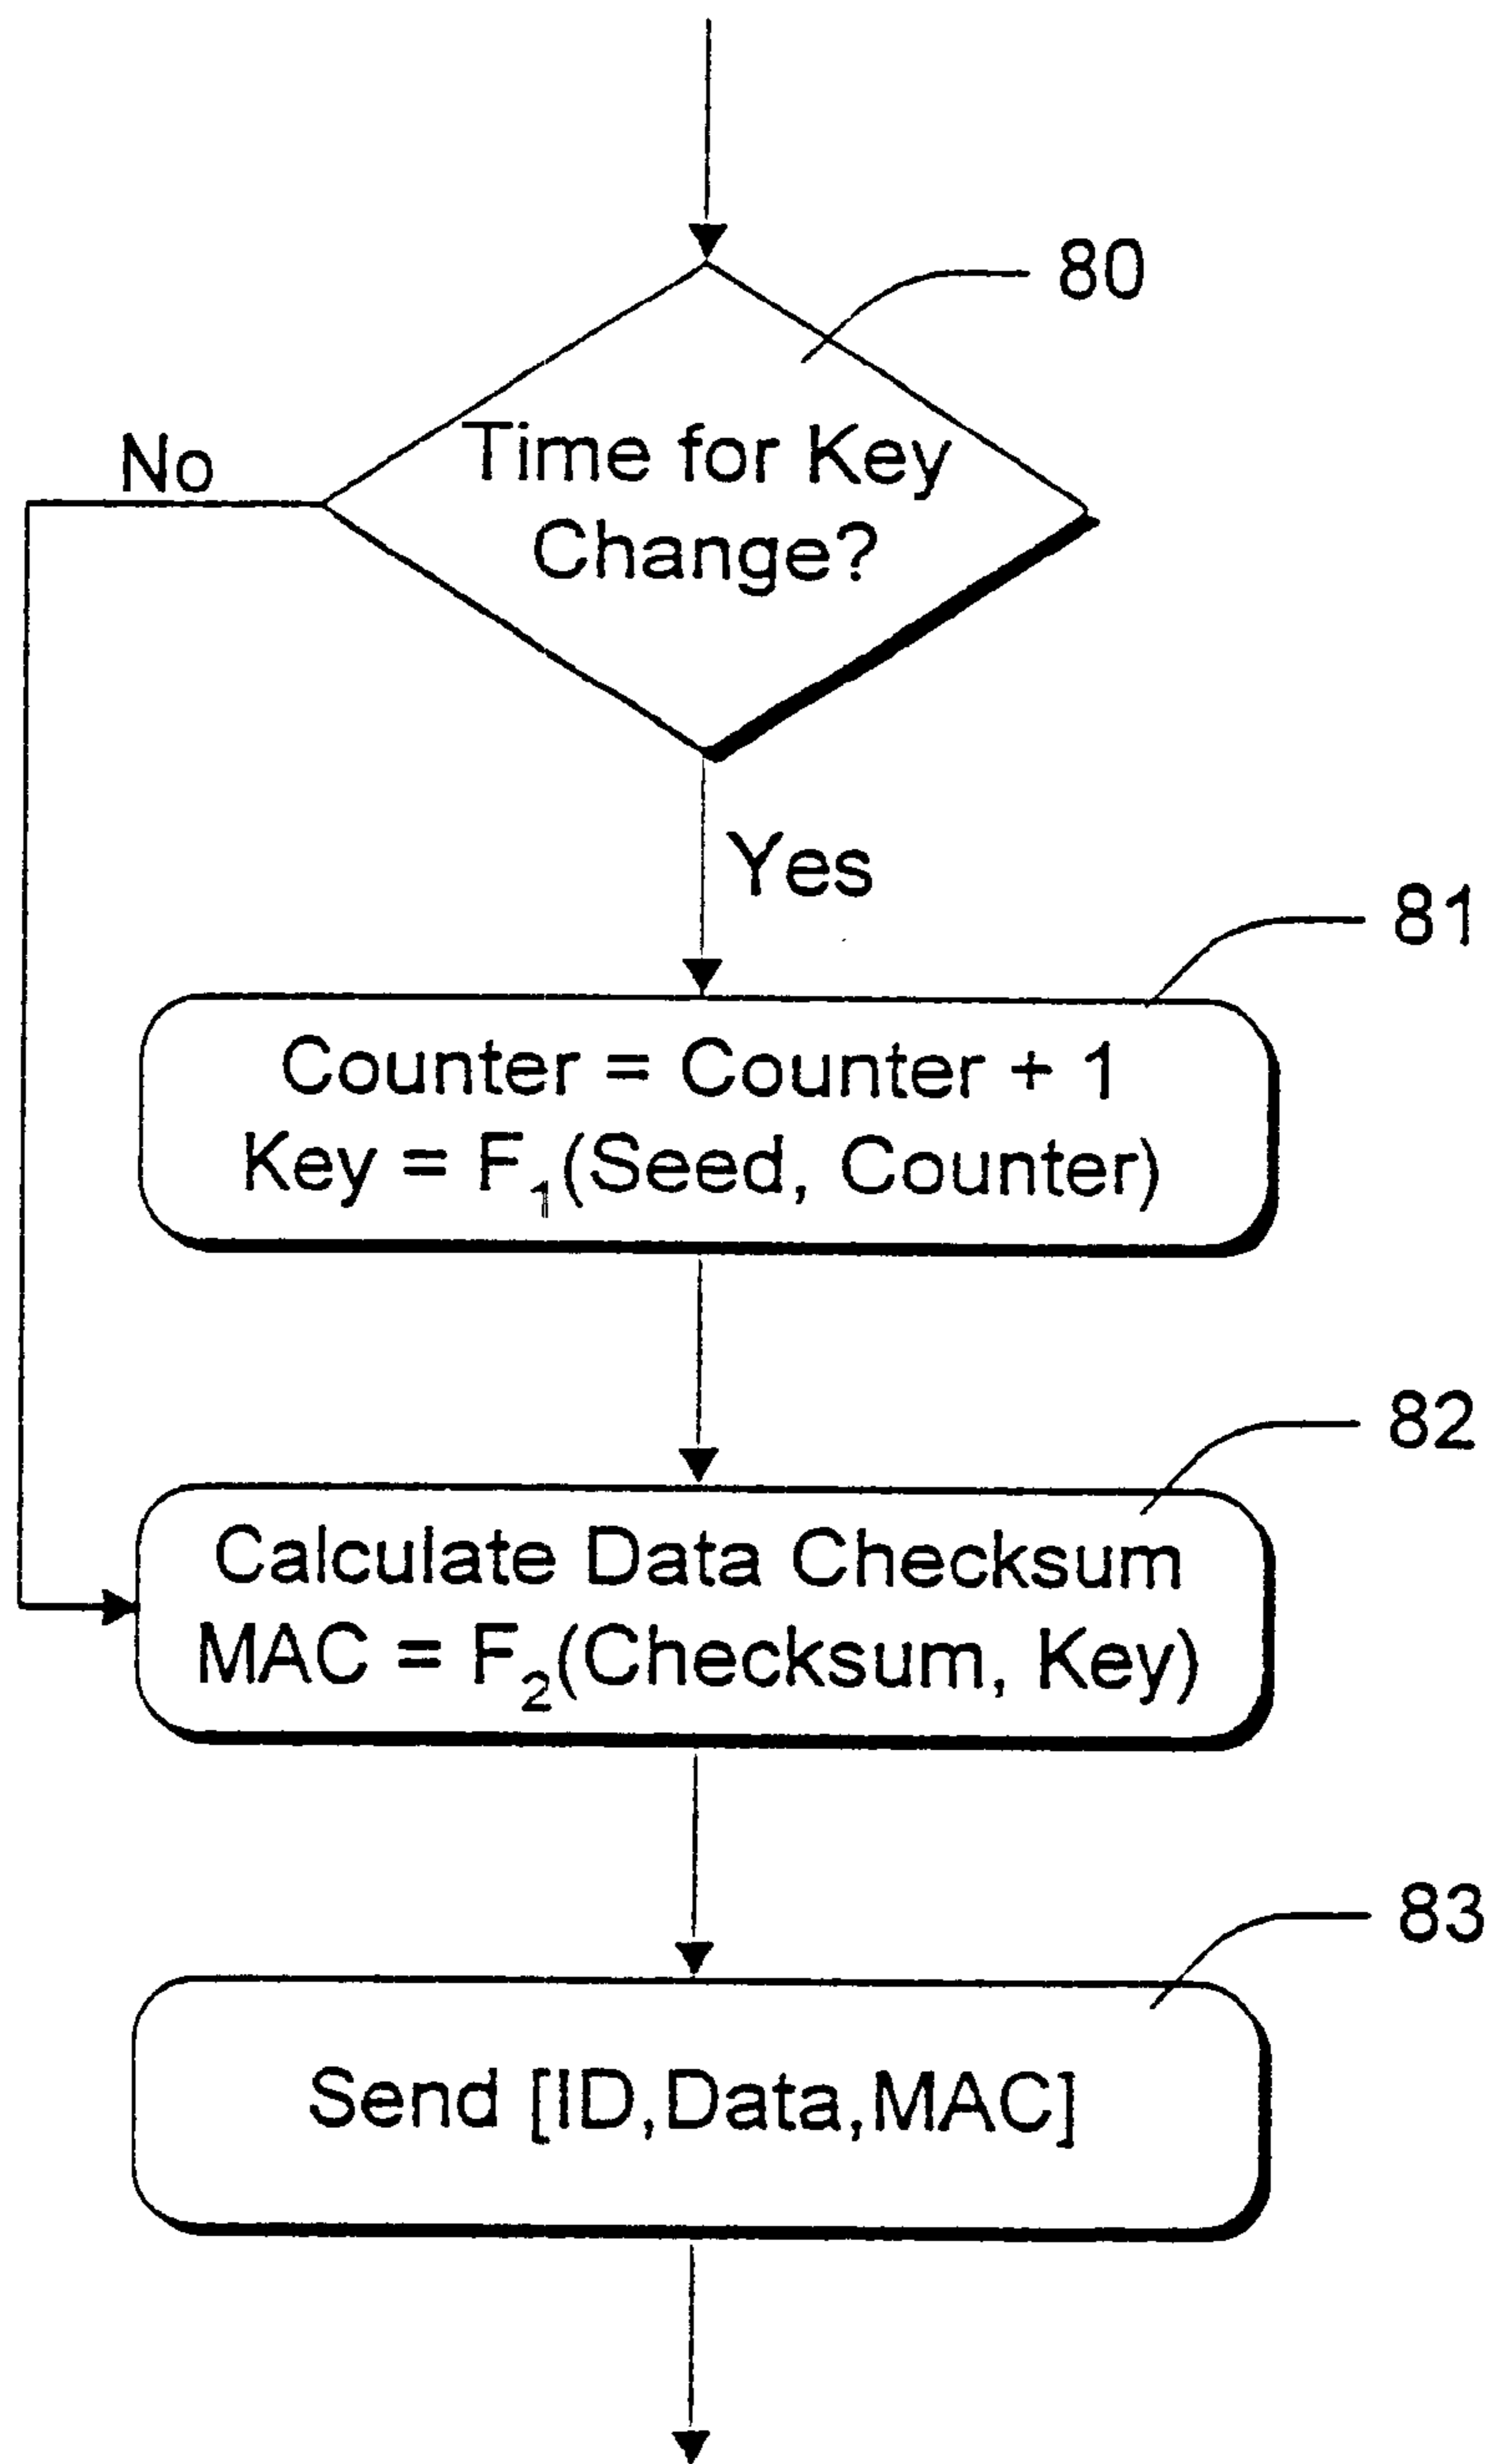 80
No
Time for Key
Change?
Yes
81
Counter = Counter + 1
Key = F₁(Seed, Counter)
82
Calculate Data Checksum
MAC = F₂(Checksum, Key)
83
Send [ID,Data,MAC]